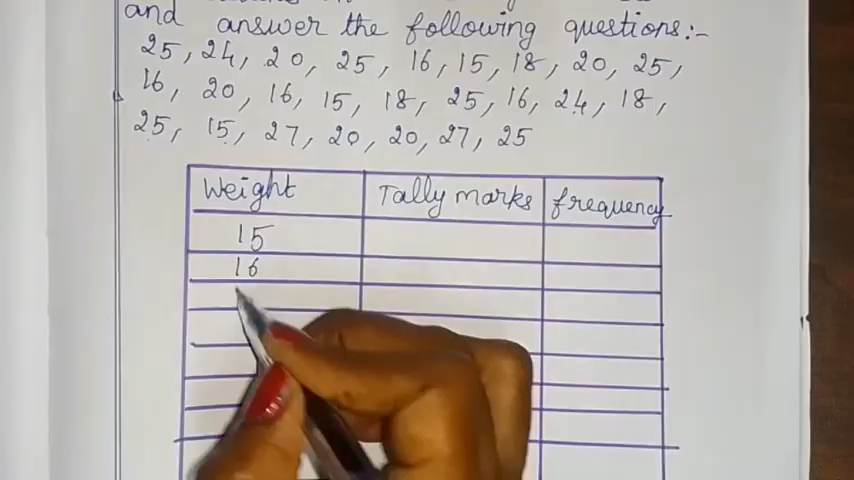 and answer the following questions:-
25, 24, 20, 25, 16, 15, 18, 20, 25,
16, 20, 16, 15, 18, 25, 16, 24, 18,
25, 15, 27, 20, 20, 27, 25
Weight Tally marks frequency
15
16